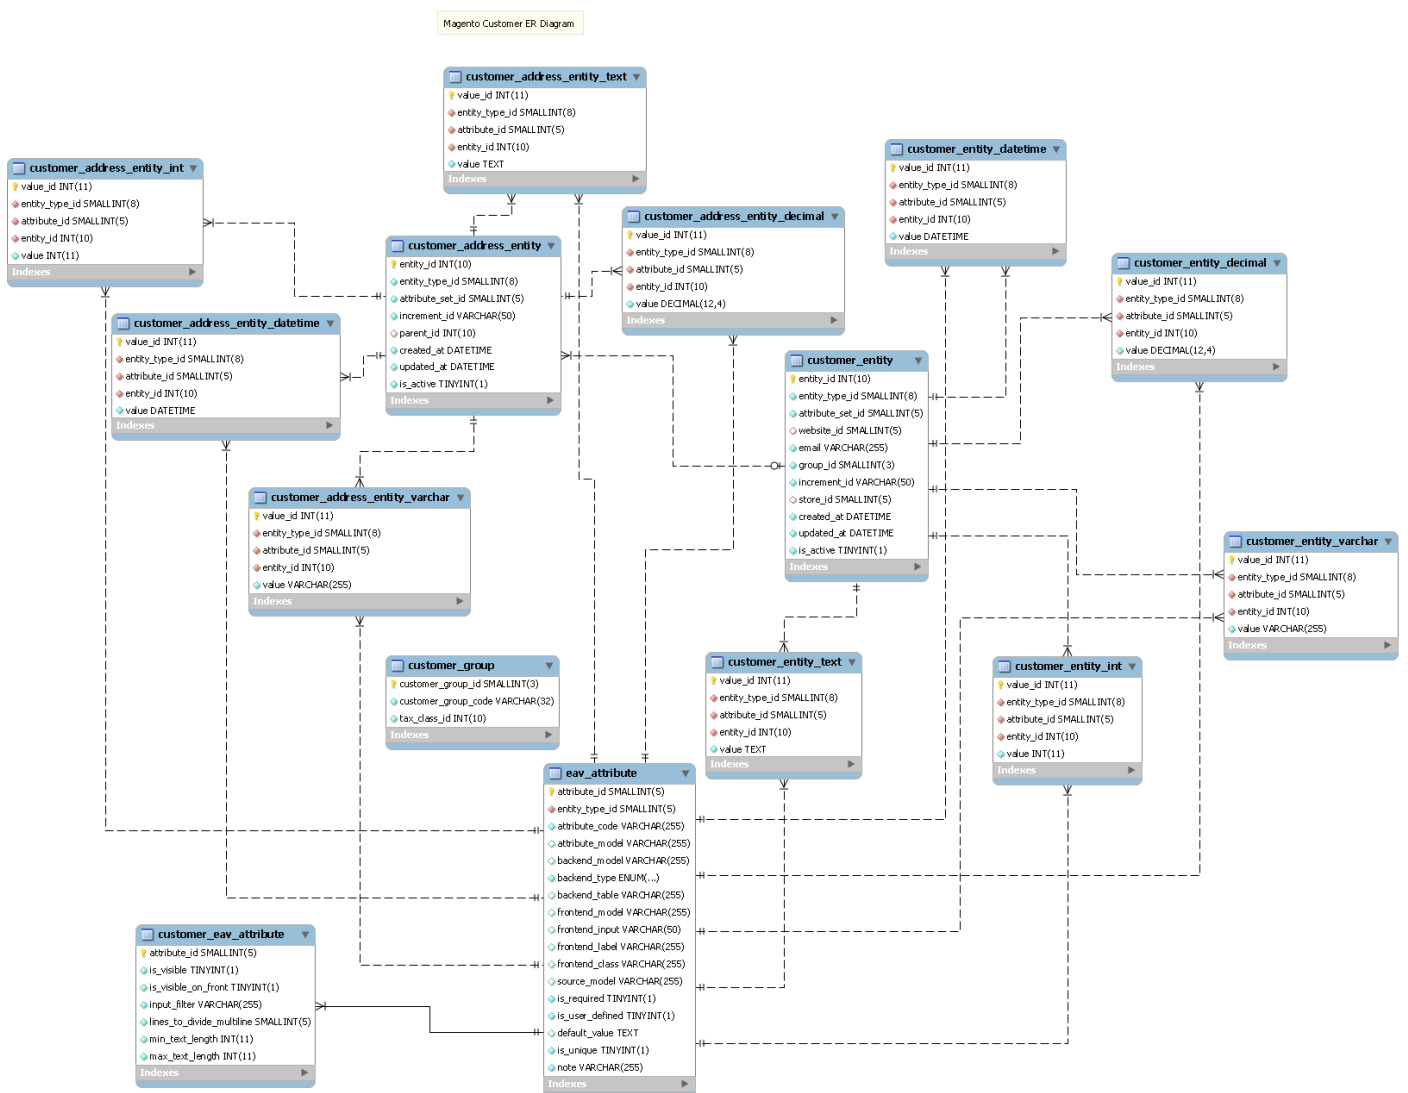 Magento Customer ER Diagram
customer_address_entity_text
value_id INT(11)
entity_type_id SMALLINT(8)
attribute_id SMALLINT(5)
entity_id INT(10)
value TEXT
Indexes
customer_entity_datetime
value_id INT(11)
entity_type_id SMALLINT(8)
attribute_id SMALLINT(5)
entity_id INT(10)
value DATETIME
Indexes
customer_address_entity_int
value_id INT(11)
entity_type_id SMALLINT(8)
attribute_id SMALLINT(5)
entity_id INT(10)
value INT(11)
Indexes
customer_address_entity_decimal
value_id INT(11)
entity_type_id SMALLINT(8)
attribute_id SMALLINT(5)
entity_id INT(10)
value DECIMAL(12,4)
Indexes
customer_address_entity
entity_id INT(10)
entity_type_id SMALLINT(8)
attribute_set_id SMALLINT(5)
increment_id VARCHAR(50)
parent_id INT(10)
created_at DATETIME
updated_at DATETIME
is_active TINYINT(1)
Indexes
customer_entity_decimal
value_id INT(11)
entity_type_id SMALLINT(8)
attribute_id SMALLINT(5)
entity_id INT(10)
value DECIMAL(12,4)
Indexes
customer_address_entity_datetime
value_id INT(11)
entity_type_id SMALLINT(8)
attribute_id SMALLINT(5)
entity_id INT(10)
value DATETIME
Indexes
customer_entity
entity_id INT(10)
entity_type_id SMALLINT(8)
attribute_set_id SMALLINT(5)
website_id SMALLINT(5)
email VARCHAR(255)
group_id SMALLINT(3)
increment_id VARCHAR(50)
store_id SMALLINT(5)
created_at DATETIME
updated_at DATETIME
is_active TINYINT(1)
Indexes
customer_address_entity_varchar
value_id INT(11)
entity_type_id SMALLINT(8)
attribute_id SMALLINT(5)
entity_id INT(10)
value VARCHAR(255)
Indexes
customer_entity_varchar
value_id INT(11)
entity_type_id SMALLINT(8)
attribute_id SMALLINT(5)
entity_id INT(10)
value VARCHAR(255)
Indexes
customer_group
customer_group_id SMALLINT(3)
customer_group_code VARCHAR(32)
tax_class_id INT(10)
Indexes
customer_entity_text
value_id INT(11)
entity_type_id SMALLINT(8)
attribute_id SMALLINT(5)
entity_id INT(10)
value TEXT
Indexes
customer_entity_int
value_id INT(11)
entity_type_id SMALLINT(8)
attribute_id SMALLINT(5)
entity_id INT(10)
value INT(11)
Indexes
eav_attribute
attribute_id SMALLINT(5)
entity_type_id SMALLINT(5)
attribute_code VARCHAR(255)
attribute_model VARCHAR(255)
backend_model VARCHAR(255)
backend_type ENUM(...)
backend_table VARCHAR(255)
frontend_model VARCHAR(255)
frontend_input VARCHAR(50)
frontend_label VARCHAR(255)
frontend_class VARCHAR(255)
source_model VARCHAR(255)
is_required TINYINT(1)
is_user_defined TINYINT(1)
default_value TEXT
is_unique TINYINT(1)
note VARCHAR(255)
Indexes
customer_eav_attribute
attribute_id SMALLINT(5)
is_visible TINYINT(1)
is_visible_on_front TINYINT(1)
input_filter VARCHAR(255)
lines_to_divide_multiline SMALLINT(5)
min_text_length INT(11)
max_text_length INT(11)
Indexes